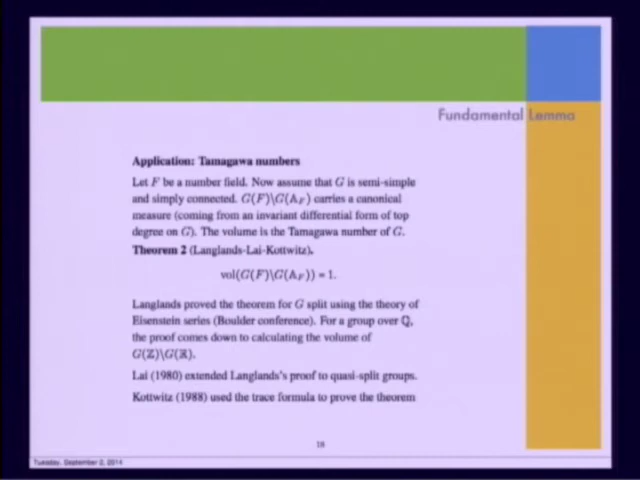 Fundamental Lemma
Application: Tamagawa numbers
Let F be a number field. Now assume that G is semi-simple
and simply connected. G(F)\G(A_F) carries a canonical
measure (coming from an invariant differential form of top
degree on G). The volume is the Tamagawa number of G.
Theorem 2 (Langlands-Lai-Kottwitz).
vol(G(F)\G(A_F)) = 1.
Langlands proved the theorem for G split using the theory of
Eisenstein series (Boulder conference). For a group over ℚ,
the proof comes down to calculating the volume of
G(ℤ)\G(ℝ).
Lai (1980) extended Langlands's proof to quasi-split groups.
Kottwitz (1988) used the trace formula to prove the theorem
18
Tuesday, September 2, 2014